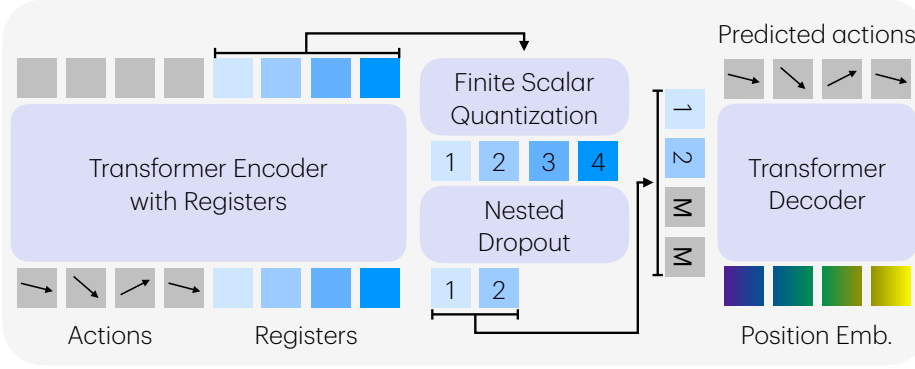 Predicted actions
Finite Scalar
Quantization
Transformer Encoder
with Registers
1 2 3 4
1
2
M
M
Transformer
Decoder
Nested
Dropout
1 2
Actions
Registers
Position Emb.